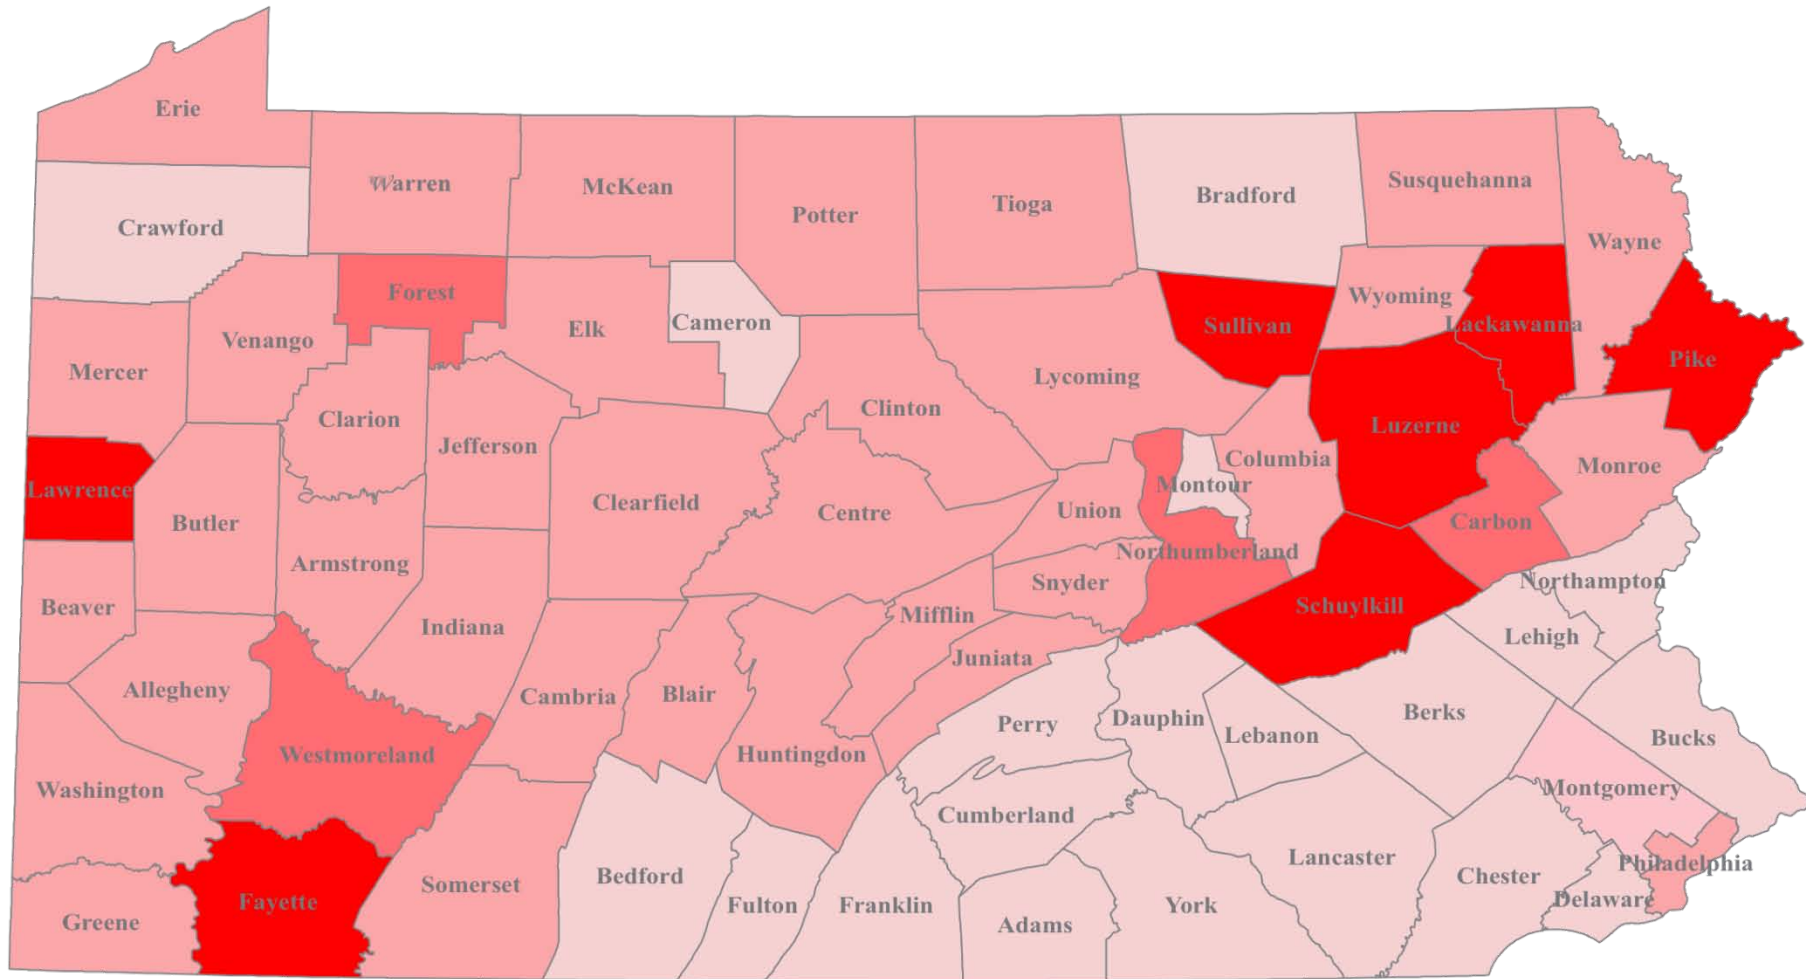 Erie
Warren
McKean
Potter
Tioga
Bradford
Susquehanna
Wayne
Crawford
Forest
Venango
Elk
Cameron
Sullivan
Wyoming
Lackawanna
Pike
Mercer
Clarion
Jefferson
Clinton
Lycoming
Luzerne
Columbia
Monroe
Lawrence
Butler
Clearfield
Centre
Union
Montour
Carbon
Armstrong
Northumberland
Snyder
Northampton
Beaver
Indiana
Mifflin
Schuylkill
Lehigh
Juniata
Allegheny
Cambria
Blair
Perry
Dauphin
Lebanon
Berks
Bucks
Westmoreland
Huntingdon
Washington
Cumberland
Montgomery
Lancaster
Philadelphia
Greene
Fayette
Somerset
Bedford
Fulton
Franklin
Adams
York
Chester
Delaware